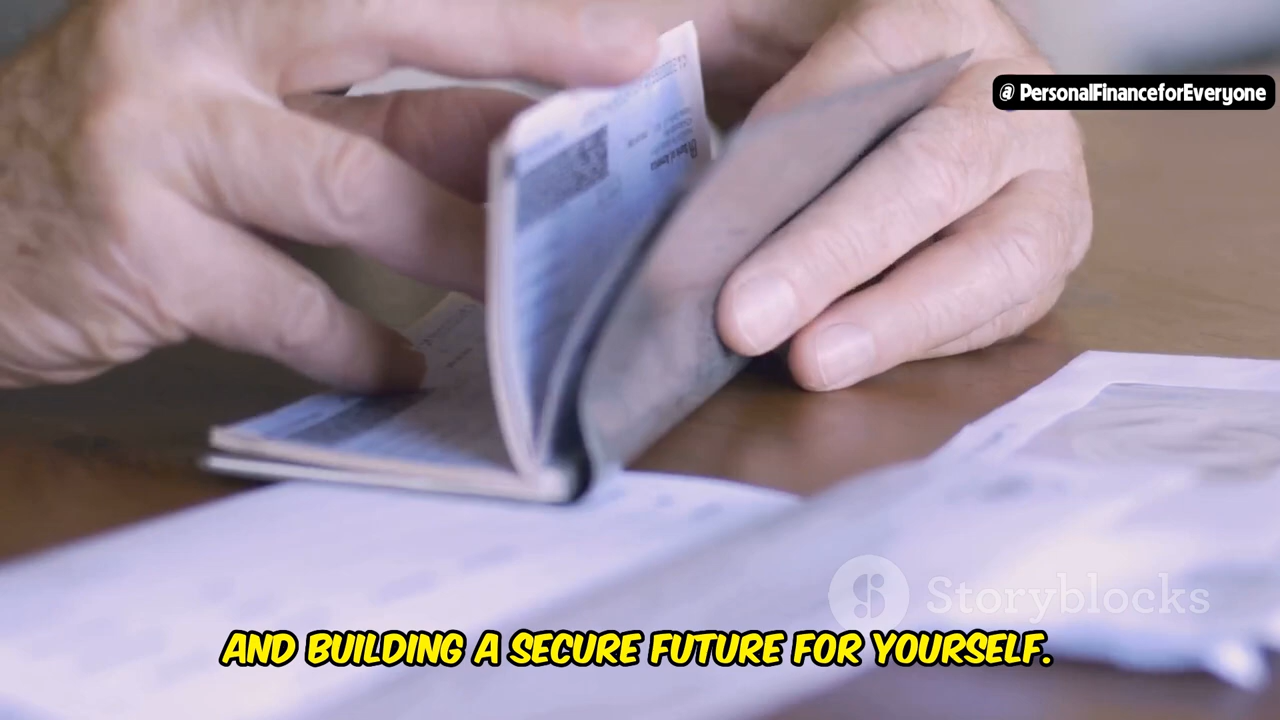 @ PersonalFinanceforEveryone
Storyblocks
AND BUILDING A SECURE FUTURE FOR YOURSELF.